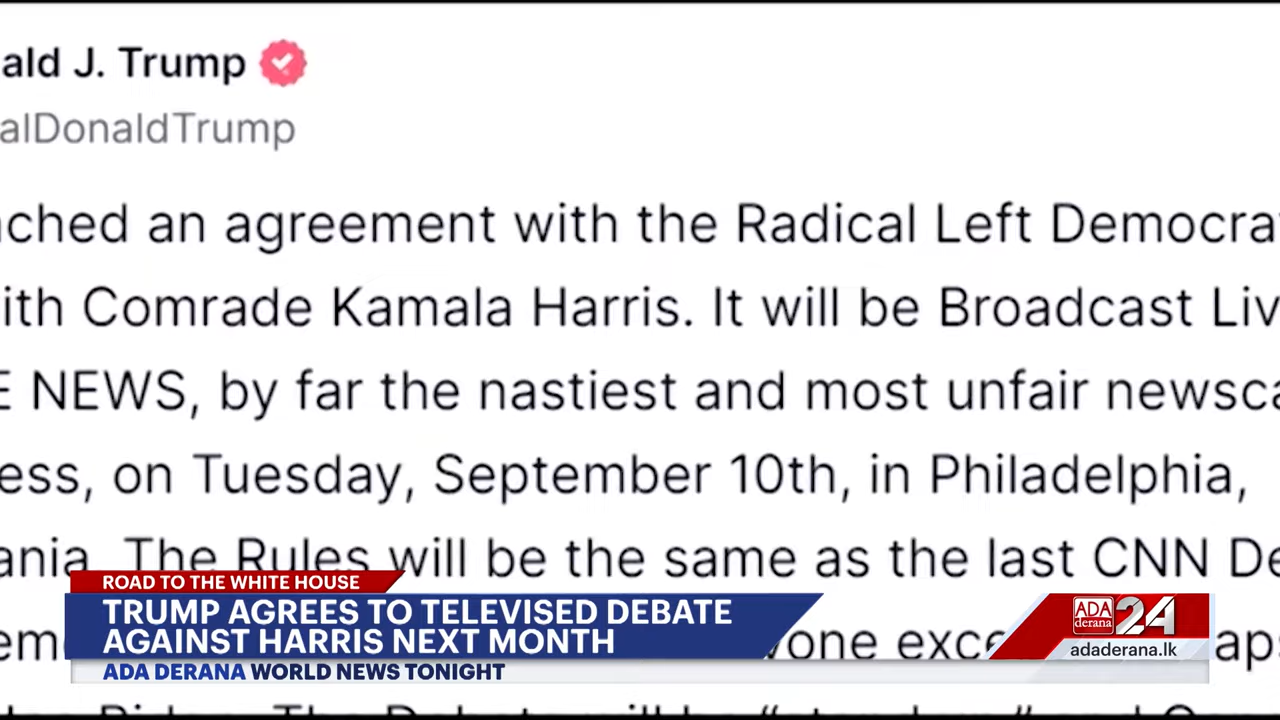 ald J. Trump
alDonaldTrump
ached an agreement with the Radical Left Democra
ith Comrade Kamala Harris. It will be Broadcast Liv
E NEWS, by far the nastiest and most unfair newsca
ess, on Tuesday, September 10th, in Philadelphia,
ania. The Rules will be the same as the last CNN De
ROAD TO THE WHITE HOUSE
TRUMP AGREES TO TELEVISED DEBATE
AGAINST HARRIS NEXT MONTH
ADA DERANA WORLD NEWS TONIGHT
ADA
derana 24
adaderana.lk